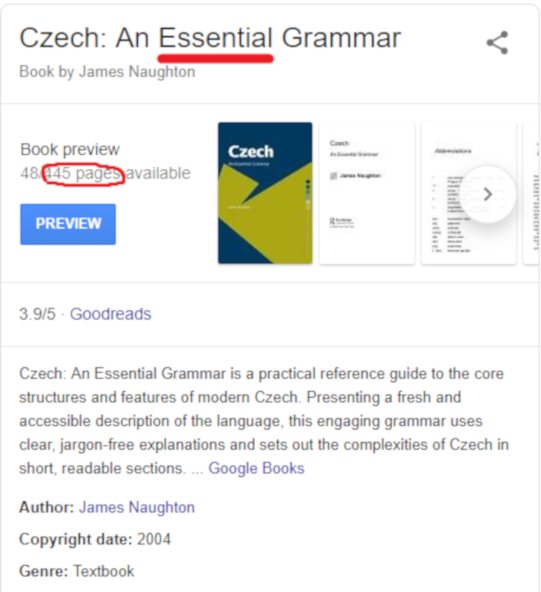 Czech: An Essential Grammar
Book by James Naughton
Book preview
48/445 pages available
PREVIEW
Czech
An Essential Grammar
Czech
An Essential Grammar
James Naughton
Routledge
Abbreviations
3.9/5 · Goodreads
Czech: An Essential Grammar is a practical reference guide to the core
structures and features of modern Czech. Presenting a fresh and
accessible description of the language, this engaging grammar uses
clear, jargon-free explanations and sets out the complexities of Czech in
short, readable sections. ... Google Books
Author: James Naughton
Copyright date: 2004
Genre: Textbook